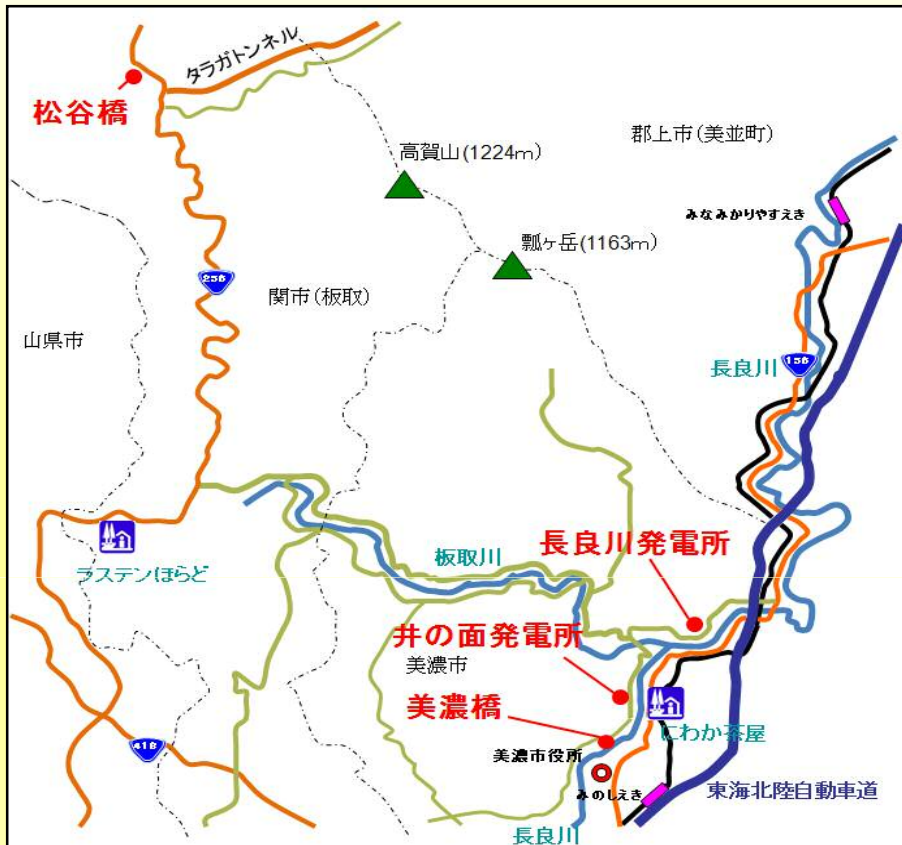 タラガトンネル
松谷橋
郡上市(美並町)
高賀山(1224m)
みなみかりやすえき
瓢ヶ岳(1163m)
256
関市(板取)
山県市
長良川
156
長良川発電所
板取川
ラステンほらど
井の面発電所
美濃市
美濃橋
にわか茶屋
418
美濃市役所
みのしえき
東海北陸自動車道
長良川